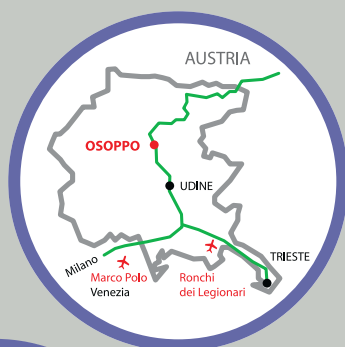 AUSTRIA
OSOPPO
UDINE
TRIESTE
Milano
Marco Polo
Venezia
Ronchi
dei Legionari